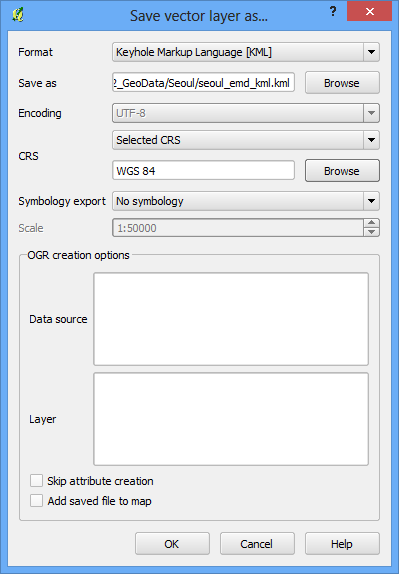 Save vector layer as...
?
Format Keyhole Markup Language [KML]
Save as _GeoData/Seoul/seoul_emd_kml.kml Browse
Encoding UTF-8
CRS Selected CRS
WGS 84 Browse
Symbology export No symbology
Scale 1:50000
OGR creation options
Data source
Layer
Skip attribute creation
Add saved file to map
OK Cancel Help